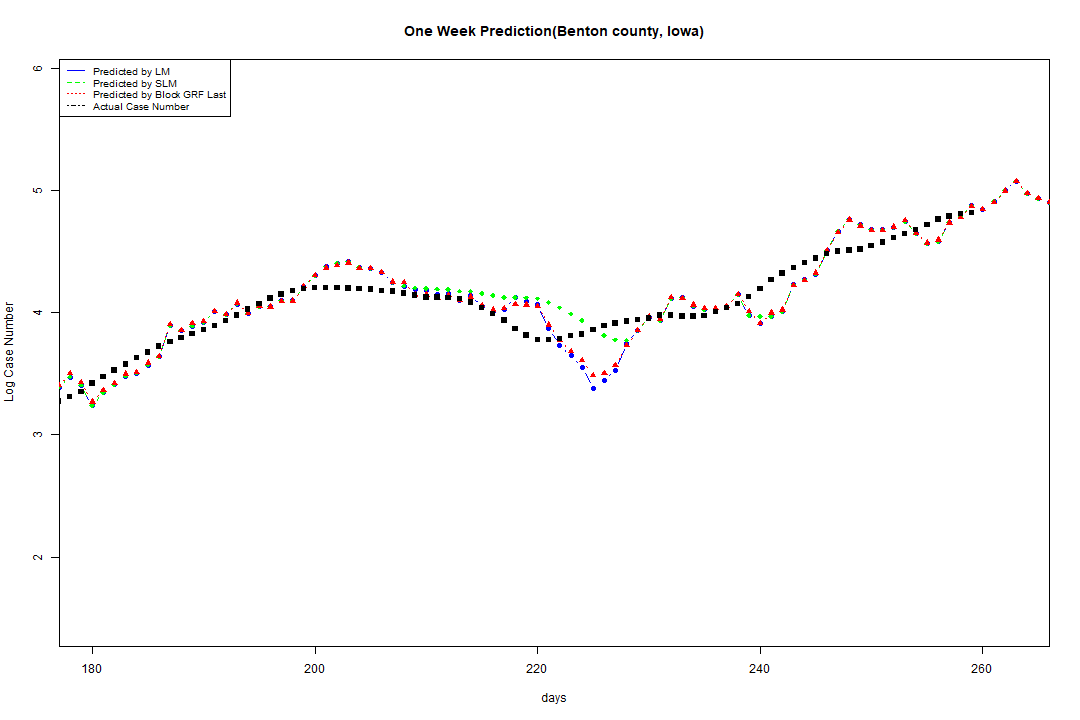 One Week Prediction(Benton county, Iowa)
Predicted by LM
Predicted by SLM
Predicted by Block GRF Last
Actual Case Number
6
5
4
3
2
Log Case Number
180 200 220 240 260
days